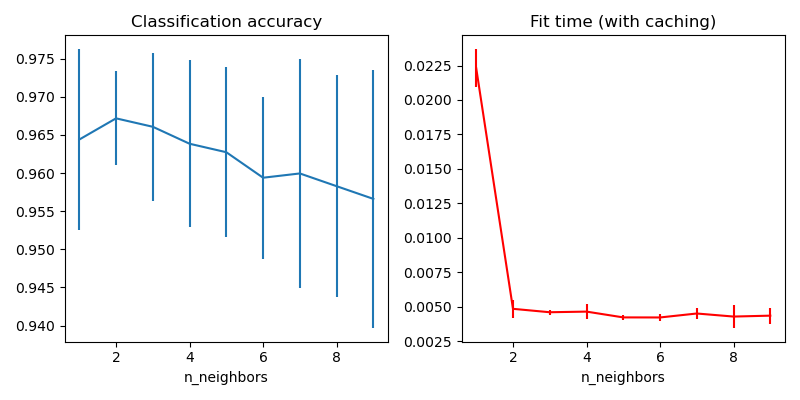 Classification accuracy
0.975
0.970
0.965
0.960
0.955
0.950
0.945
0.940
2 4 6 8
n_neighbors
Fit time (with caching)
0.0225
0.0200
0.0175
0.0150
0.0125
0.0100
0.0075
0.0050
0.0025
2 4 6 8
n_neighbors